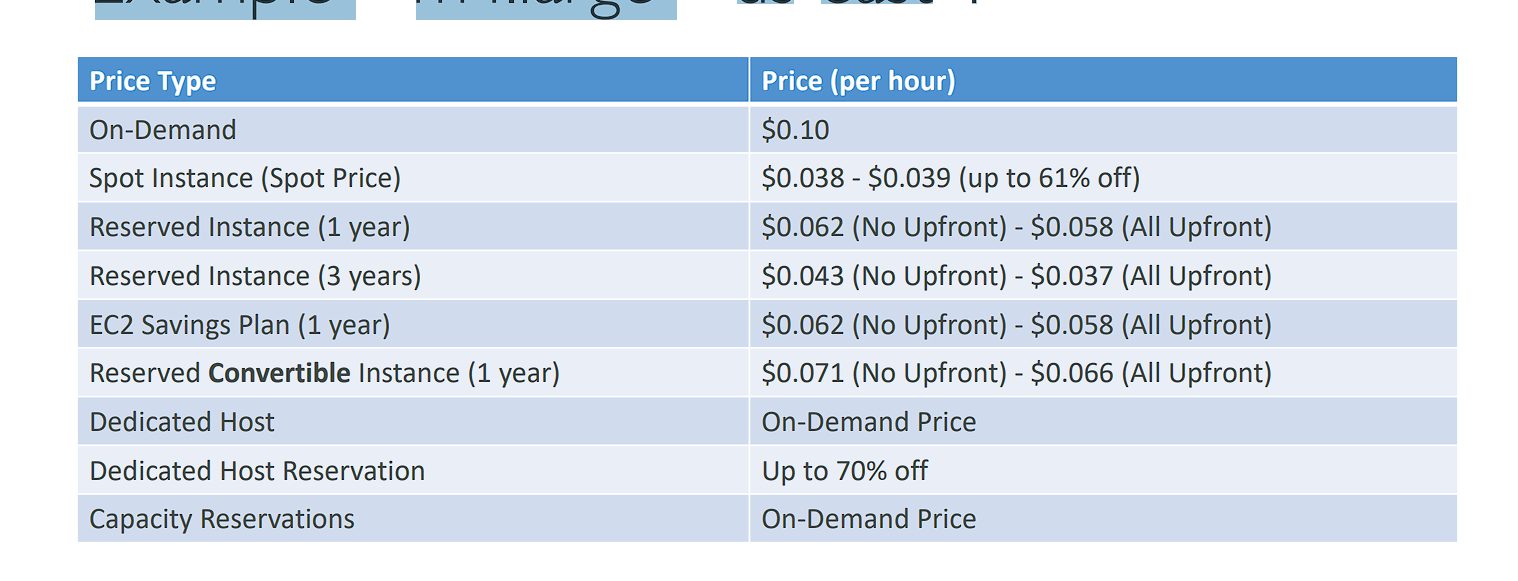 Price Type Price (per hour)
On-Demand $0.10
Spot Instance (Spot Price) $0.038 - $0.039 (up to 61% off)
Reserved Instance (1 year) $0.062 (No Upfront) - $0.058 (All Upfront)
Reserved Instance (3 years) $0.043 (No Upfront) - $0.037 (All Upfront)
EC2 Savings Plan (1 year) $0.062 (No Upfront) - $0.058 (All Upfront)
Reserved Convertible Instance (1 year) $0.071 (No Upfront) - $0.066 (All Upfront)
Dedicated Host On-Demand Price
Dedicated Host Reservation Up to 70% off
Capacity Reservations On-Demand Price